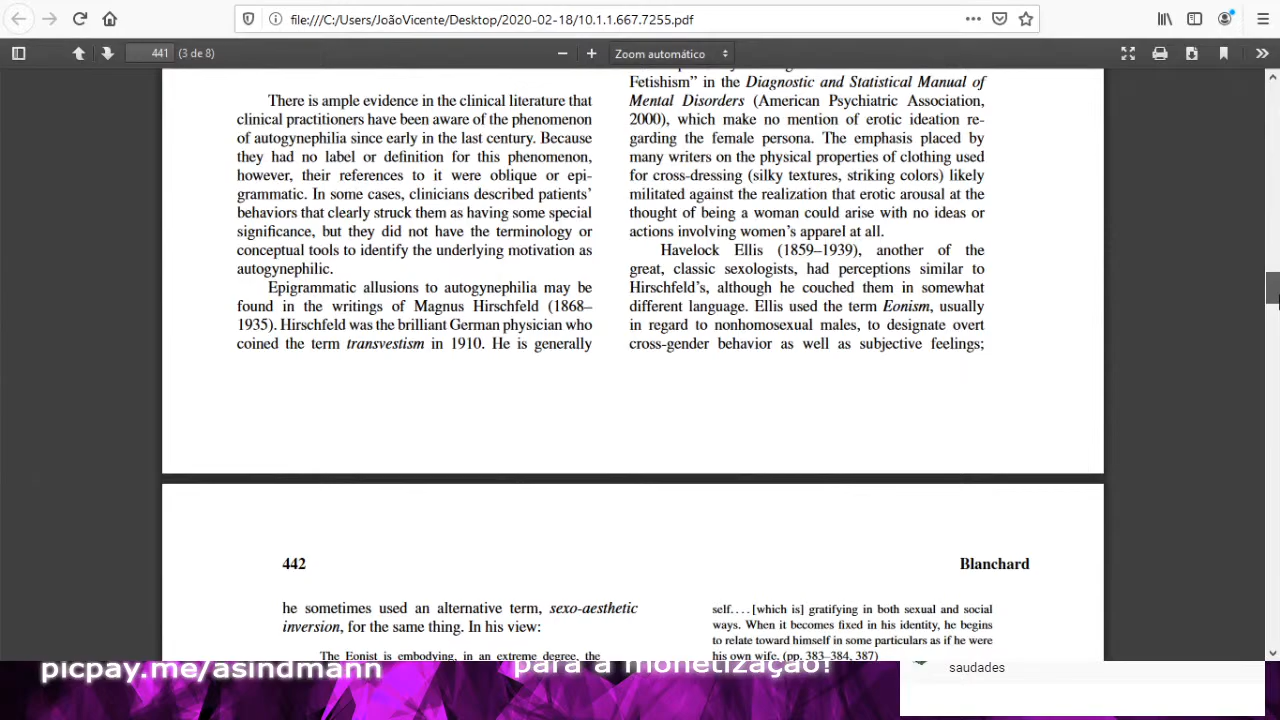 file:///C:/Users/JoãoVicente/Desktop/2020-02-18/10.1.1.667.7255.pdf
441 (3 de 8)
Zoom automático
There is ample evidence in the clinical literature that
clinical practitioners have been aware of the phenomenon
of autogynephilia since early in the last century. Because
they had no label or definition for this phenomenon,
however, their references to it were oblique or epi-
grammatic. In some cases, clinicians described patients’
behaviors that clearly struck them as having some special
significance, but they did not have the terminology or
conceptual tools to identify the underlying motivation as
autogynephilic.
Epigrammatic allusions to autogynephilia may be
found in the writings of Magnus Hirschfeld (1868–
1935). Hirschfeld was the brilliant German physician who
coined the term transvestism in 1910. He is generally
Fetishism” in the Diagnostic and Statistical Manual of
Mental Disorders (American Psychiatric Association,
2000), which make no mention of erotic ideation re-
garding the female persona. The emphasis placed by
many writers on the physical properties of clothing used
for cross-dressing (silky textures, striking colors) likely
militated against the realization that erotic arousal at the
thought of being a woman could arise with no ideas or
actions involving women’s apparel at all.
Havelock Ellis (1859–1939), another of the
great, classic sexologists, had perceptions similar to
Hirschfeld’s, although he couched them in somewhat
different language. Ellis used the term Eonism, usually
in regard to nonhomosexual males, to designate overt
cross-gender behavior as well as subjective feelings;
442
Blanchard
he sometimes used an alternative term, sexo-aesthetic
inversion, for the same thing. In his view:
The Eonist is embodying, in an extreme degree, the
self. . . . [which is] gratifying in both sexual and social
ways. When it becomes fixed in his identity, he begins
to relate toward himself in some particulars as if he were
his own wife. (pp. 383–384, 387)
picpay.me/asindmann
para a monetização!
saudades